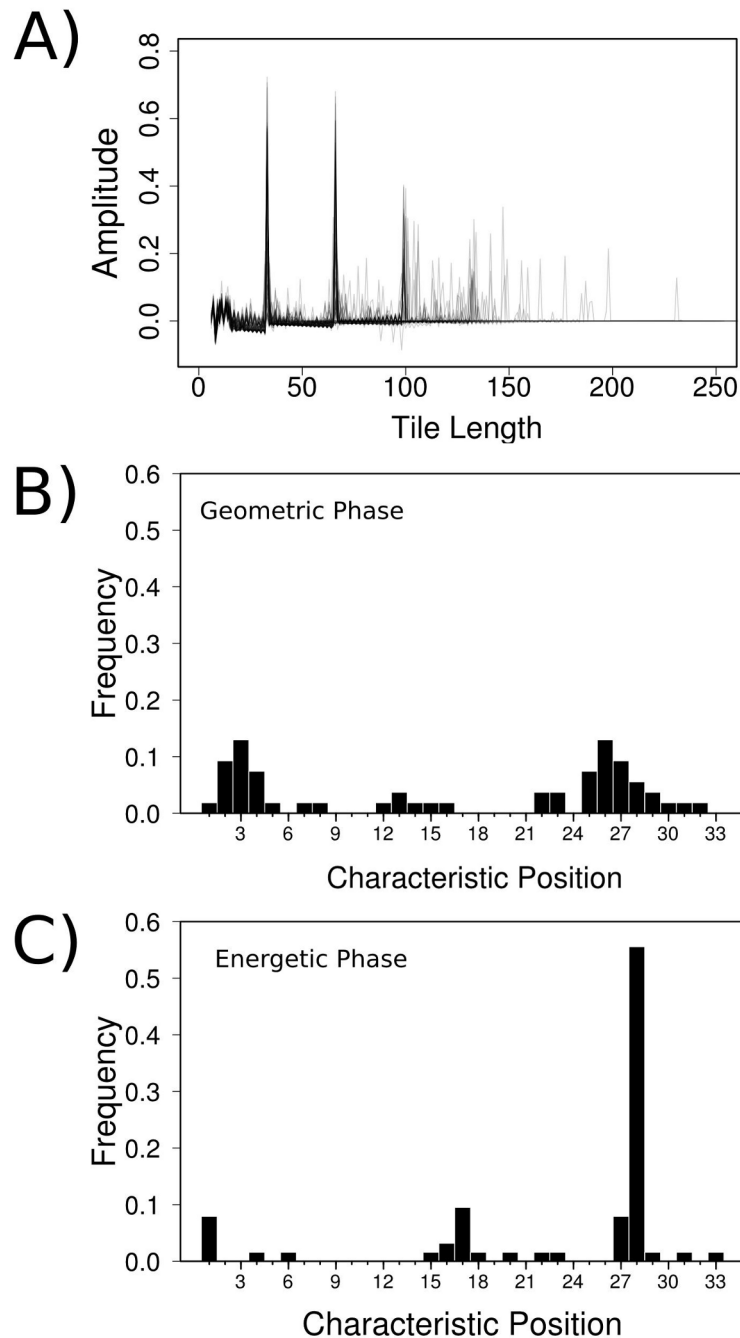 A)
Amplitude
0.8
0.6
0.4
0.2
0.0
0 50 100 150 200 250
Tile Length
B)
Geometric Phase
Frequency
0.6
0.5
0.4
0.3
0.2
0.1
0.0
3 6 9 12 15 18 21 24 27 30 33
Characteristic Position
C)
Energetic Phase
Frequency
0.6
0.5
0.4
0.3
0.2
0.1
0.0
3 6 9 12 15 18 21 24 27 30 33
Characteristic Position